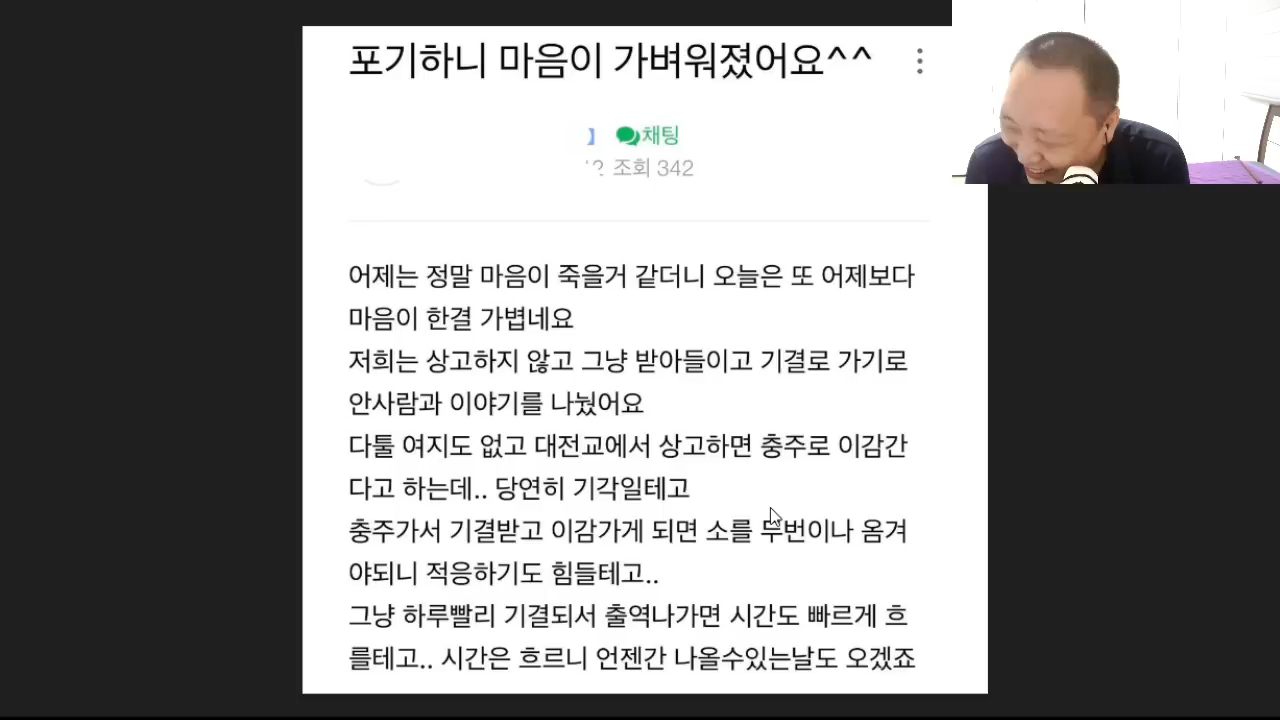 포기하니 마음이 가벼워졌어요^^
채팅
조회 342
어제는 정말 마음이 죽을거 같더니 오늘은 또 어제보다
마음이 한결 가볍네요
저희는 상고하지 않고 그냥 받아들이고 기결로 가기로
안사람과 이야기를 나눴어요
다툴 여지도 없고 대전교에서 상고하면 충주로 이감간
다고 하는데.. 당연히 기각일테고
충주가서 기결받고 이감가게 되면 소를 두번이나 옴겨
야되니 적응하기도 힘들테고..
그냥 하루빨리 기결되서 출역나가면 시간도 빠르게 흐
를테고.. 시간은 흐르니 언젠간 나올수있는날도 오겠죠